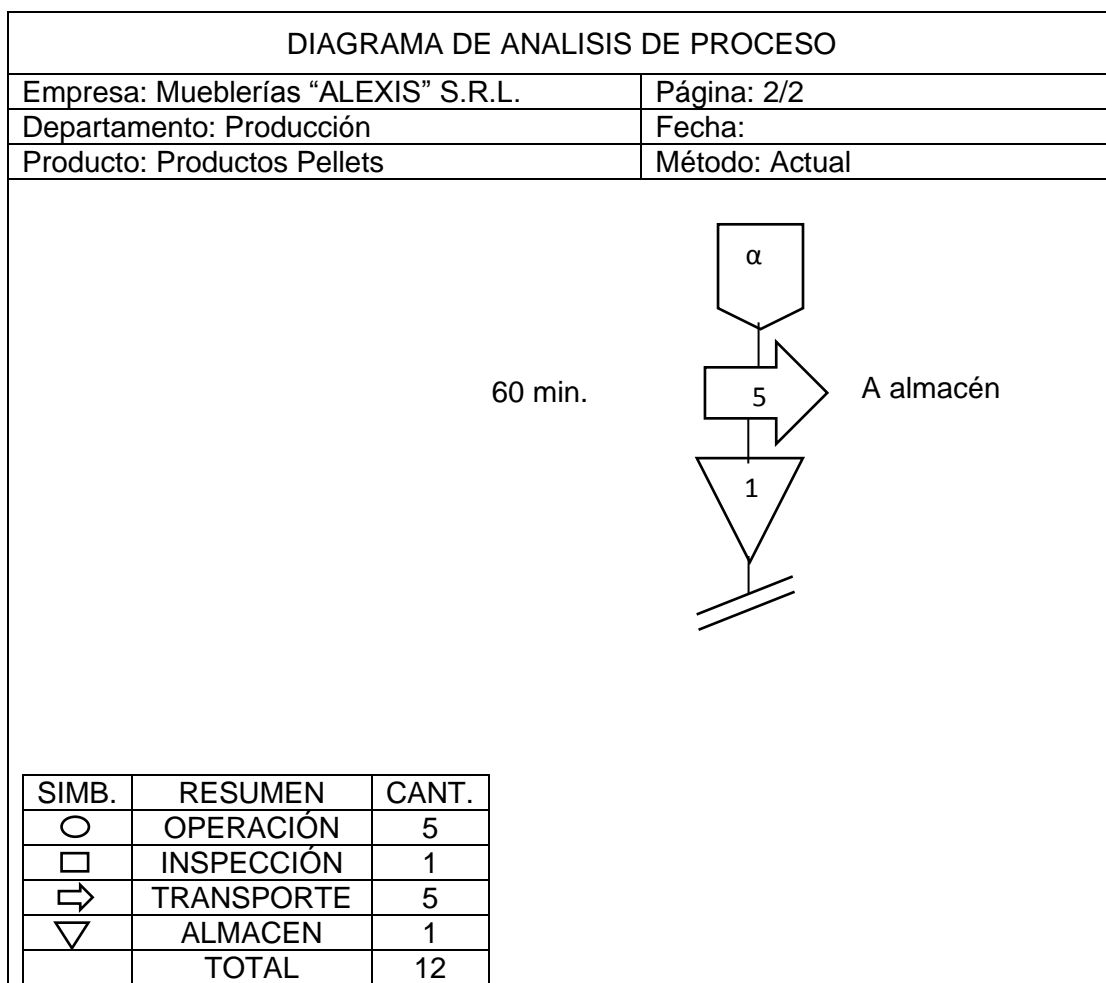 DIAGRAMA DE ANALISIS DE PROCESO
Empresa: Mueblerías “ALEXIS” S.R.L. Página: 2/2
Departamento: Producción Fecha:
Producto: Productos Pellets Método: Actual
α
60 min. 5 A almacén
1
SIMB. RESUMEN CANT.
OPERACIÓN 5
INSPECCIÓN 1
TRANSPORTE 5
ALMACEN 1
TOTAL 12